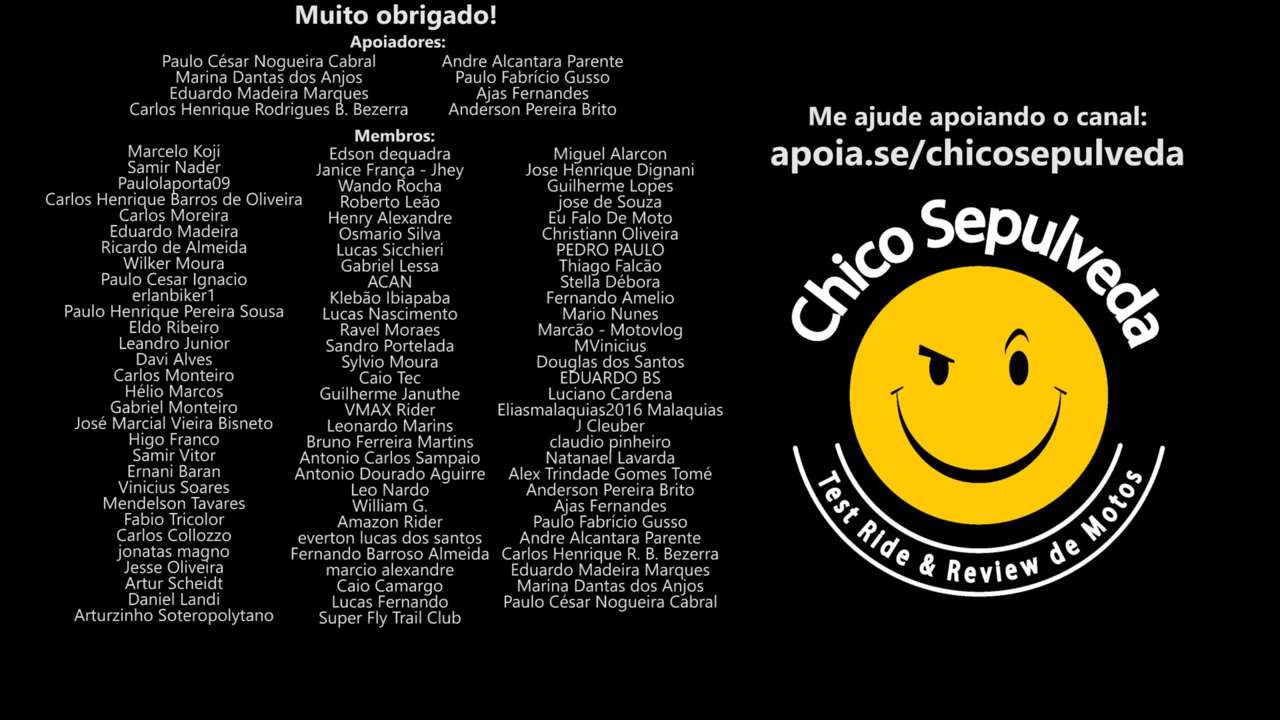 Muito obrigado!
Apoiadores:
Paulo César Nogueira Cabral
Marina Dantas dos Anjos
Eduardo Madeira Marques
Carlos Henrique Rodrigues B. Bezerra
Andre Alcantara Parente
Paulo Fabrício Gusso
Ajas Fernandes
Anderson Pereira Brito
Membros:
Marcelo Koji
Samir Nader
Paulolaporta09
Carlos Henrique Barros de Oliveira
Carlos Moreira
Eduardo Madeira
Ricardo de Almeida
Wilker Moura
Paulo Cesar Ignacio
erlanbiker1
Paulo Henrique Pereira Sousa
Eldo Ribeiro
Leandro Junior
Davi Alves
Carlos Monteiro
Hélio Marcos
Gabriel Monteiro
José Marcial Vieira Bisneto
Higo Franco
Samir Vitor
Ernani Baran
Vinicius Soares
Mendelson Tavares
Fabio Tricolor
Carlos Collozzo
jonatas magno
Jesse Oliveira
Artur Scheidt
Daniel Landi
Arturzinho Soteropolytano
Edson dequadra
Janice França - Jhey
Wando Rocha
Roberto Leão
Henry Alexandre
Osmario Silva
Lucas Sicchieri
Gabriel Lessa
ACAN
Klebão Ibiapaba
Lucas Nascimento
Ravel Moraes
Sandro Portelada
Sylvio Moura
Caio Tec
Guilherme Januthe
VMAX Rider
Leonardo Marins
Bruno Ferreira Martins
Antonio Carlos Sampaio
Antonio Dourado Aguirre
Leo Nardo
William G.
Amazon Rider
everton lucas dos santos
Fernando Barroso Almeida
marcio alexandre
Caio Camargo
Lucas Fernando
Super Fly Trail Club
Miguel Alarcon
Jose Henrique Dignani
Guilherme Lopes
jose de Souza
Eu Falo De Moto
Christiann Oliveira
PEDRO PAULO
Thiago Falcão
Stella Débora
Fernando Amelio
Mario Nunes
Marcão - Motovlog
MVinicius
Douglas dos Santos
EDUARDO BS
Luciano Cardena
Eliasmalaquias2016 Malaquias
J Cleuber
claudio pinheiro
Natanael Lavarda
Alex Trindade Gomes Tomé
Anderson Pereira Brito
Ajas Fernandes
Paulo Fabrício Gusso
Andre Alcantara Parente
Carlos Henrique R. B. Bezerra
Eduardo Madeira Marques
Marina Dantas dos Anjos
Paulo César Nogueira Cabral
Me ajude apoiando o canal:
apoia.se/chicosepulveda
Chico Sepulveda
Test Ride & Review de Motos